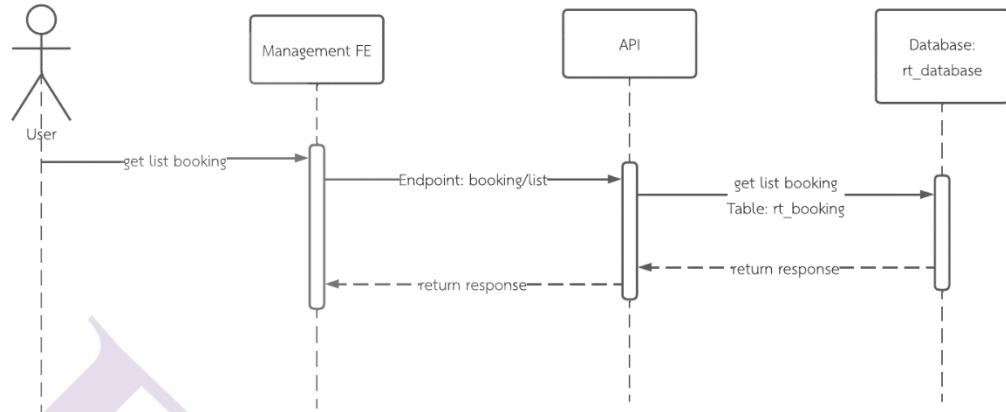 Management FE
API
Database:
rt_database
User
get list booking
Endpoint: booking/list
get list booking
Table: rt_booking
return response
return response